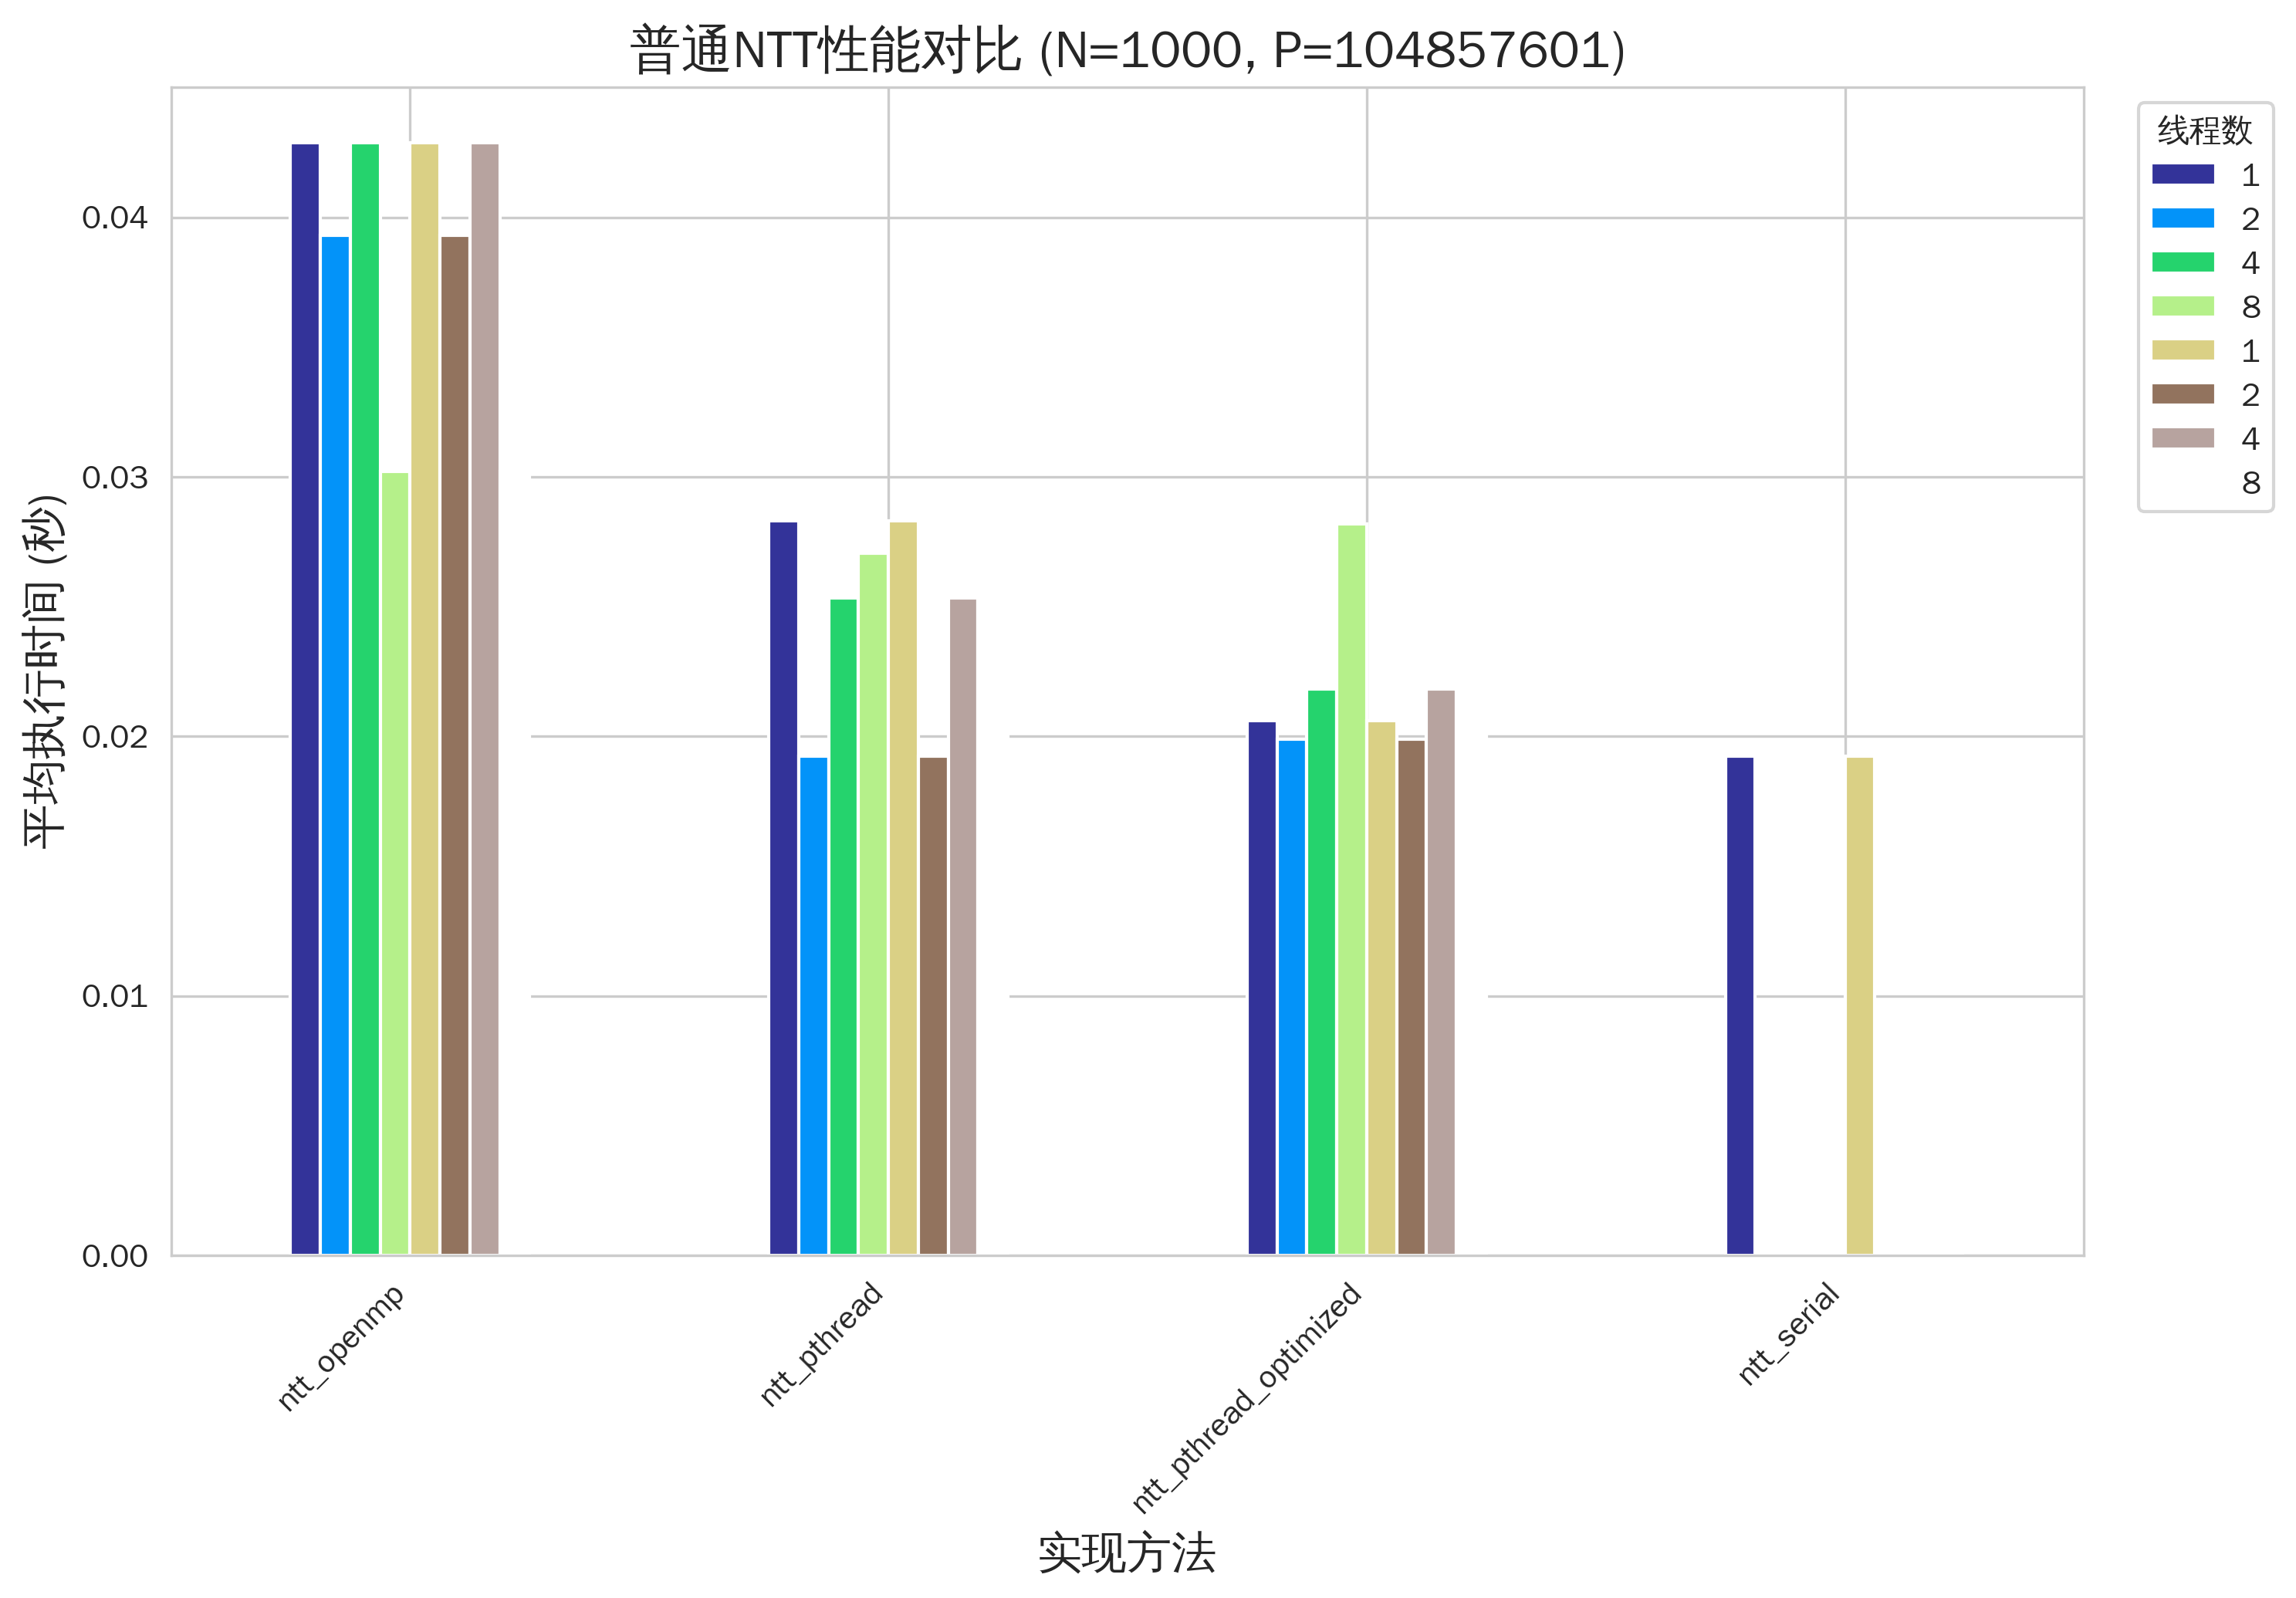 普通NTT性能对比 (N=1000, P=104857601)
平均执行时间 (秒)
0.04
0.03
0.02
0.01
0.00
ntt_openmp
ntt_pthread
ntt_pthread_optimized
ntt_serial
实现方法
线程数
1
2
4
8
1
2
4
8